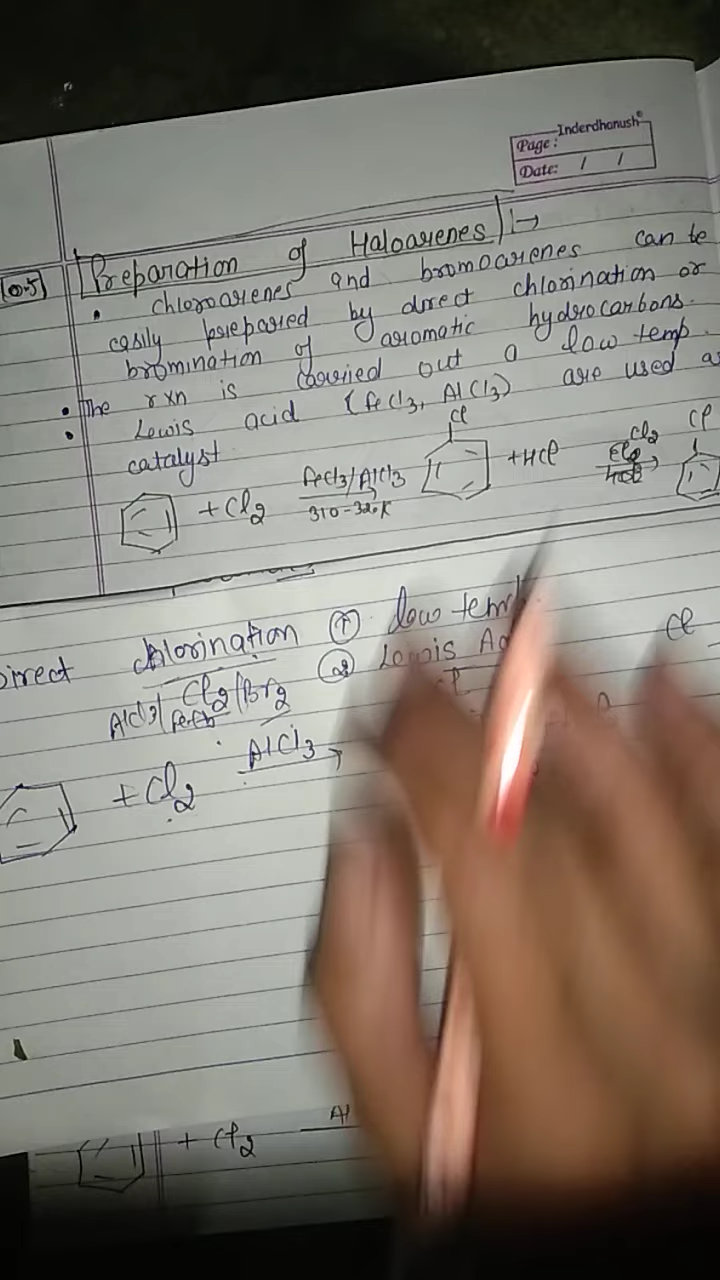 Inderdhanush
Page :
Date: / /
Preparation of Haloarenes :→
Q.5)
• Chloroarenes and bromoarenes can be
easily prepared by direct chlorination or
bromination of aromatic hydrocarbons.
• The rxn is carried out a low temp.
• Lewis acid (FeCl3, AlCl3) are used as
catalyst
+ Cl2 FeCl3/AlCl3 310-320K Cl +HCl Cl2 Cl
Direct chlorination ① low temp
Cl2/Br2 ② Lewis
AlCl3/
+ Cl2 AlCl3 →
Cl
+ Cl2 Al